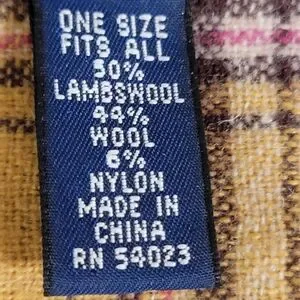 ONE SIZE
FITS ALL
50%
LAMBSWOOL
44%
WOOL
6%
NYLON
MADE IN
CHINA
RN 54023